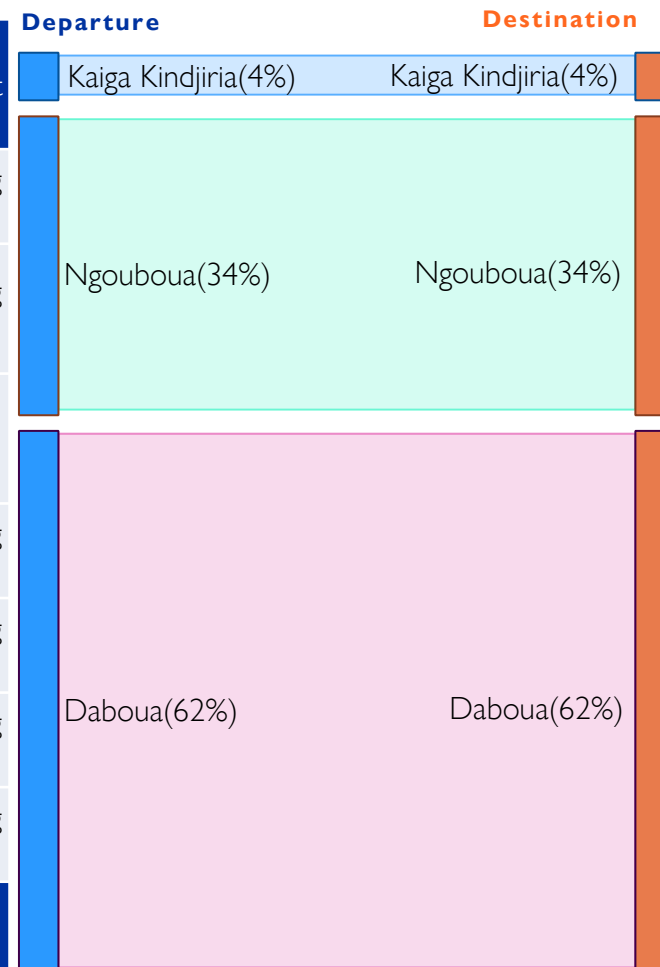 Departure Destination
Kaiga Kindjiria(4%) Kaiga Kindjiria(4%)
Ngouboua(34%) Ngouboua(34%)
Daboua(62%) Daboua(62%)